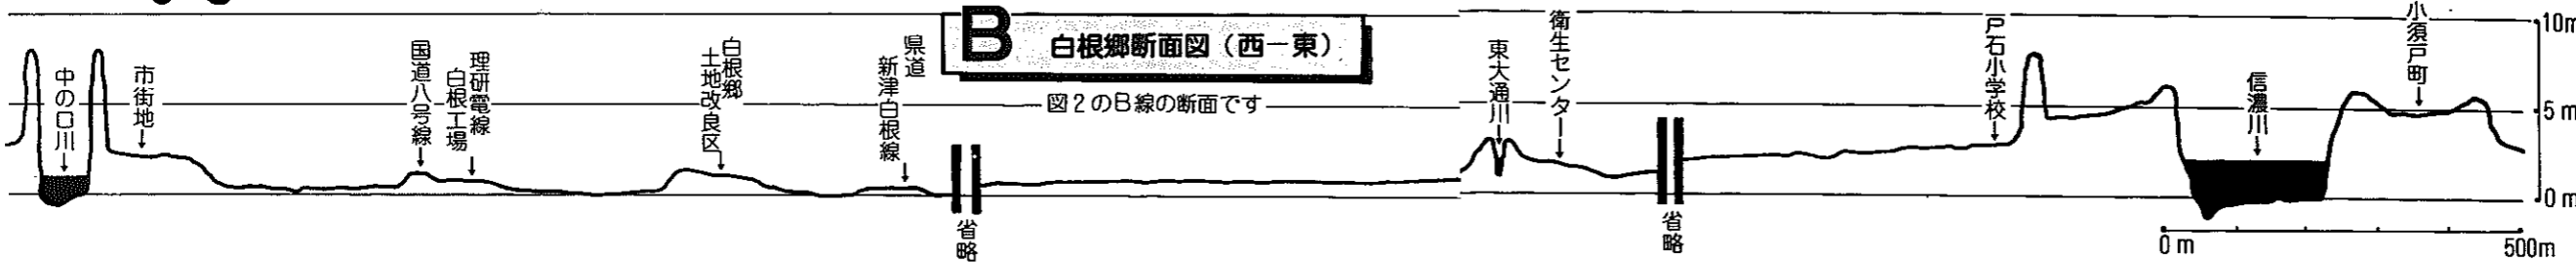 B 白根郷断面図（西ー東）
図2のB線の断面です
中の口川
市街地
国道八号線
理研電線
白根工場
白根郷
土地改良区
県道
新津白根線
省略
東大通川
衛生センター
省略
戸石小学校
信濃川
小須戸町
10m
5m
0m
0m
500m